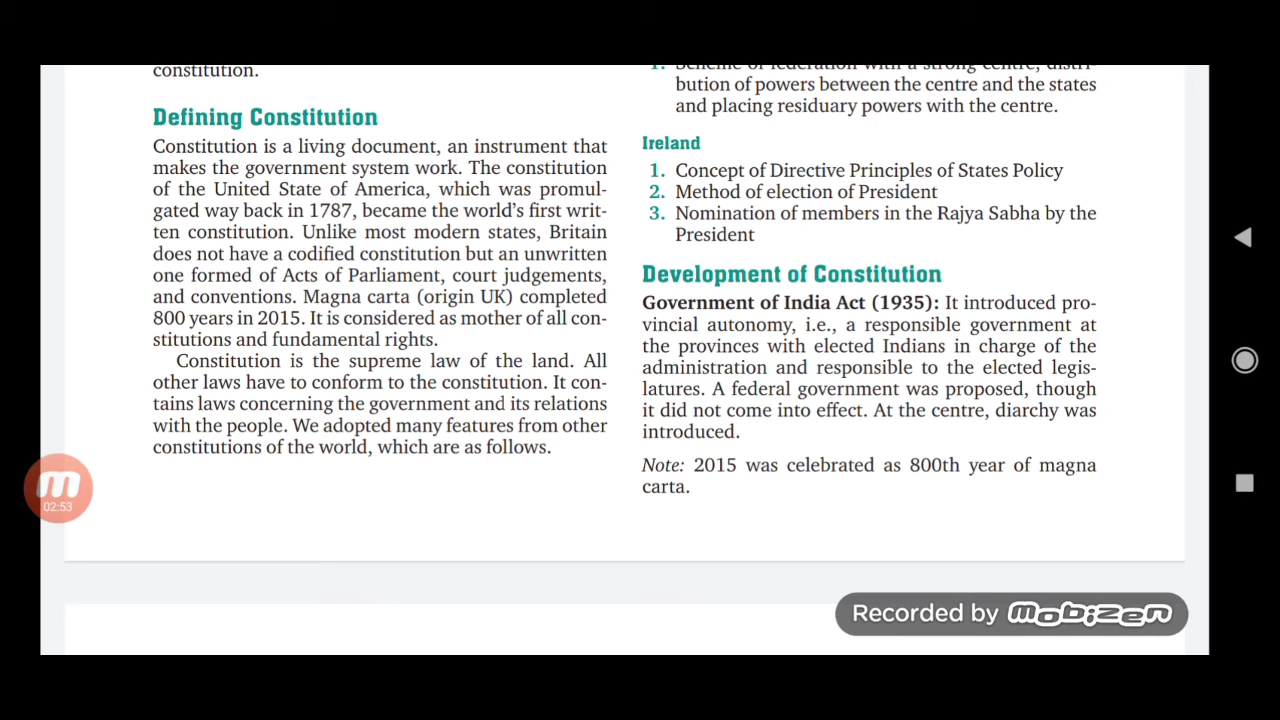 constitution.
Defining Constitution
Constitution is a living document, an instrument that
makes the government system work. The constitution
of the United State of America, which was promul-
gated way back in 1787, became the world's first writ-
ten constitution. Unlike most modern states, Britain
does not have a codified constitution but an unwritten
one formed of Acts of Parliament, court judgements,
and conventions. Magna carta (origin UK) completed
800 years in 2015. It is considered as mother of all con-
stitutions and fundamental rights.
Constitution is the supreme law of the land. All
other laws have to conform to the constitution. It con-
tains laws concerning the government and its relations
with the people. We adopted many features from other
constitutions of the world, which are as follows.
1. Scheme of federation with a strong centre, distri-
bution of powers between the centre and the states
and placing residuary powers with the centre.
Ireland
1. Concept of Directive Principles of States Policy
2. Method of election of President
3. Nomination of members in the Rajya Sabha by the
President
Development of Constitution
Government of India Act (1935): It introduced pro-
vincial autonomy, i.e., a responsible government at
the provinces with elected Indians in charge of the
administration and responsible to the elected legis-
latures. A federal government was proposed, though
it did not come into effect. At the centre, diarchy was
introduced.
Note: 2015 was celebrated as 800th year of magna
carta.
m
02:53
Recorded by mobizen